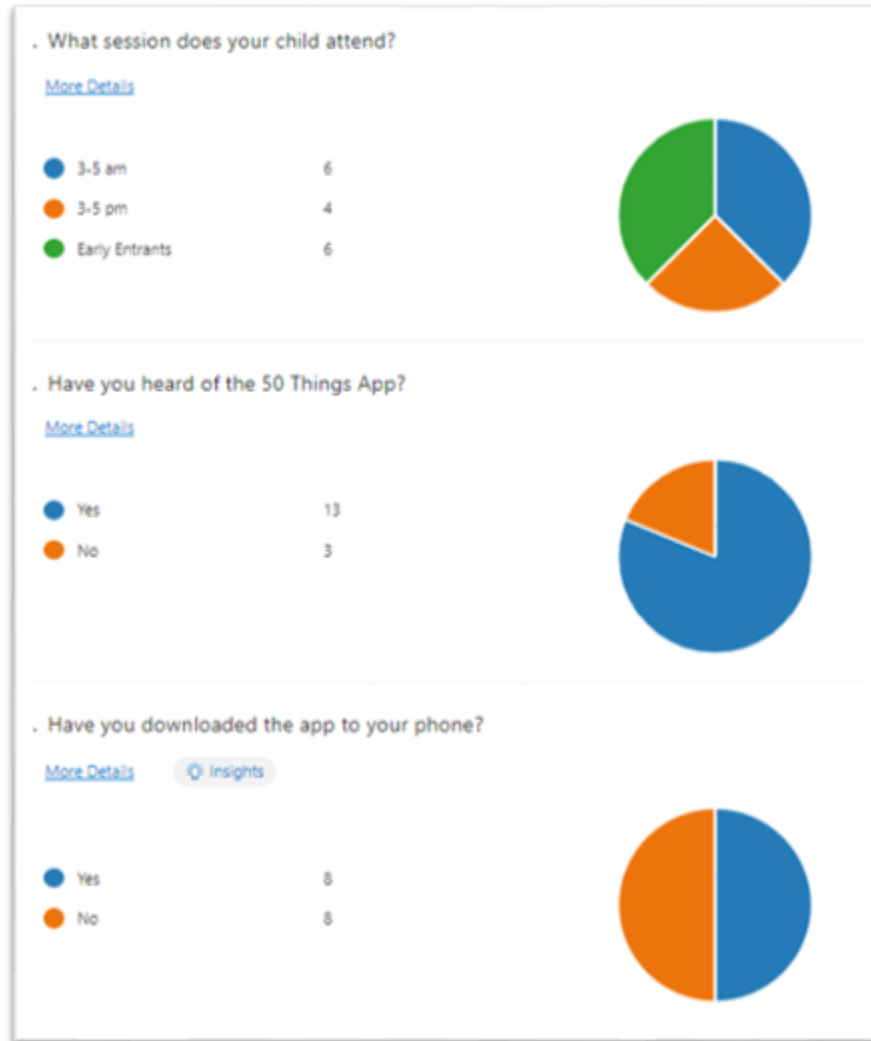 . What session does your child attend?
More Details
3-5 am 6
3-5 pm 4
Early Entrants 6
. Have you heard of the 50 Things App?
More Details
Yes 13
No 3
. Have you downloaded the app to your phone?
More Details Insights
Yes 8
No 8